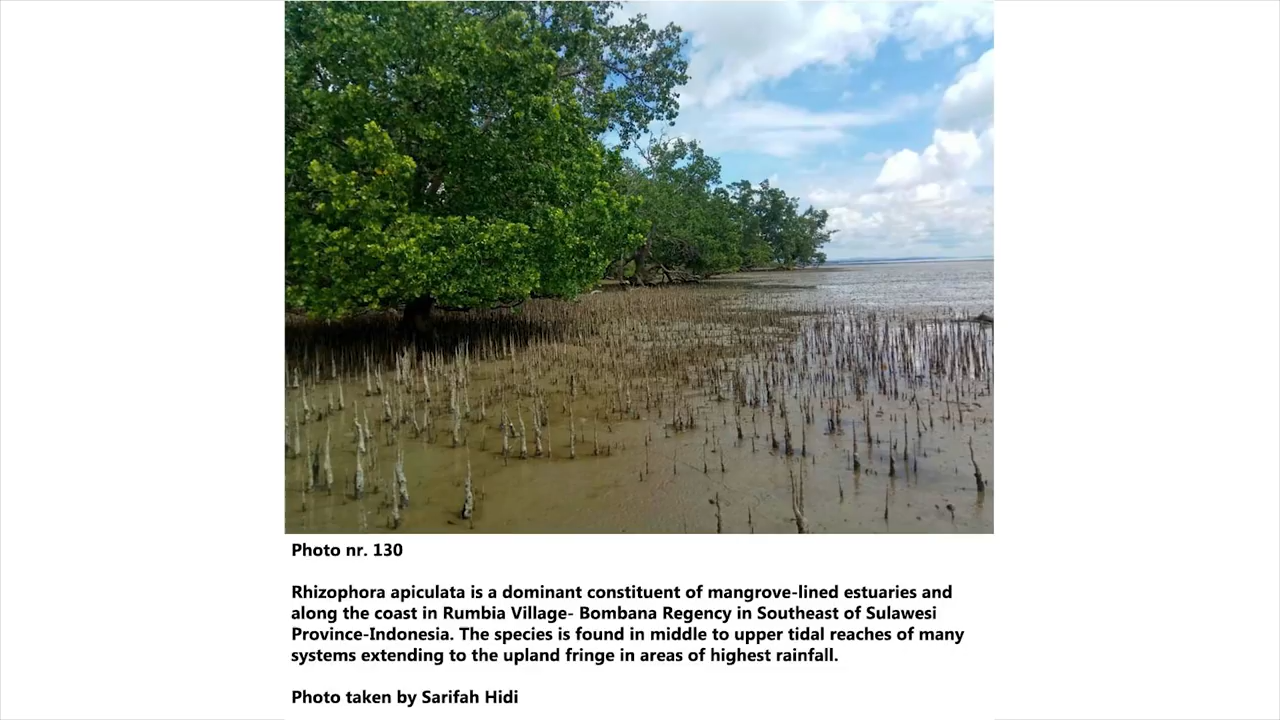 Photo nr. 130
Rhizophora apiculata is a dominant constituent of mangrove-lined estuaries and
along the coast in Rumbia Village- Bombana Regency in Southeast of Sulawesi
Province-Indonesia. The species is found in middle to upper tidal reaches of many
systems extending to the upland fringe in areas of highest rainfall.
Photo taken by Sarifah Hidi